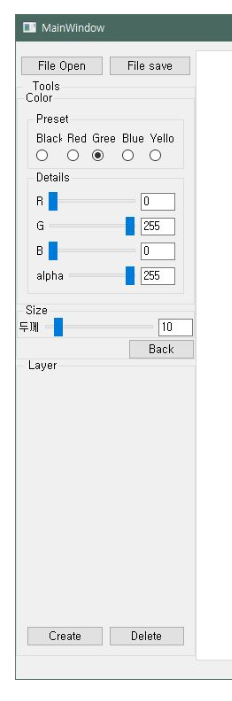 MainWindow
File Open File save
Tools
Color
Preset
Black Red Gree Blue Yello
Details
R 0
G 255
B 0
alpha 255
Size
두께 10
Back
Layer
Create Delete